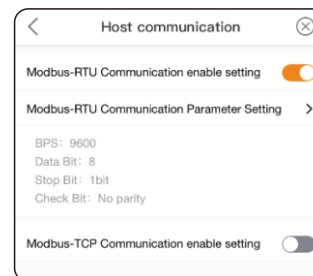 Host communication
Modbus-RTU Communication enable setting
Modbus-RTU Communication Parameter Setting
BPS: 9600
Data Bit: 8
Stop Bit: 1bit
Check Bit: No parity
Modbus-TCP Communication enable setting